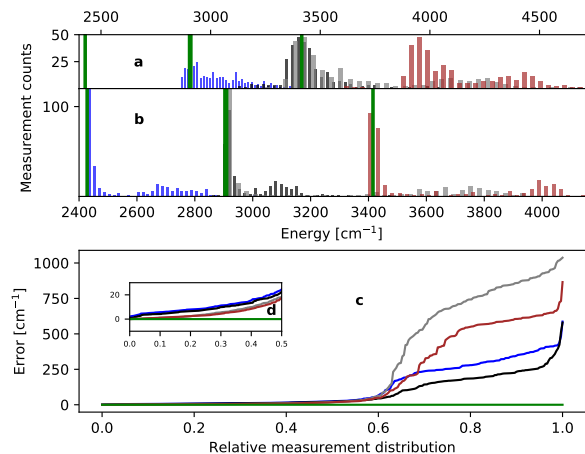 2500 3000 3500 4000 4500
50
25
a
100
b
Measurement counts
2400 2600 2800 3000 3200 3400 3600 3800 4000
Energy [cm⁻¹]
1000
750
500
250
0
Error [cm⁻¹]
c
20
0
d
0.0 0.1 0.2 0.3 0.4 0.5
0.0 0.2 0.4 0.6 0.8 1.0
Relative measurement distribution